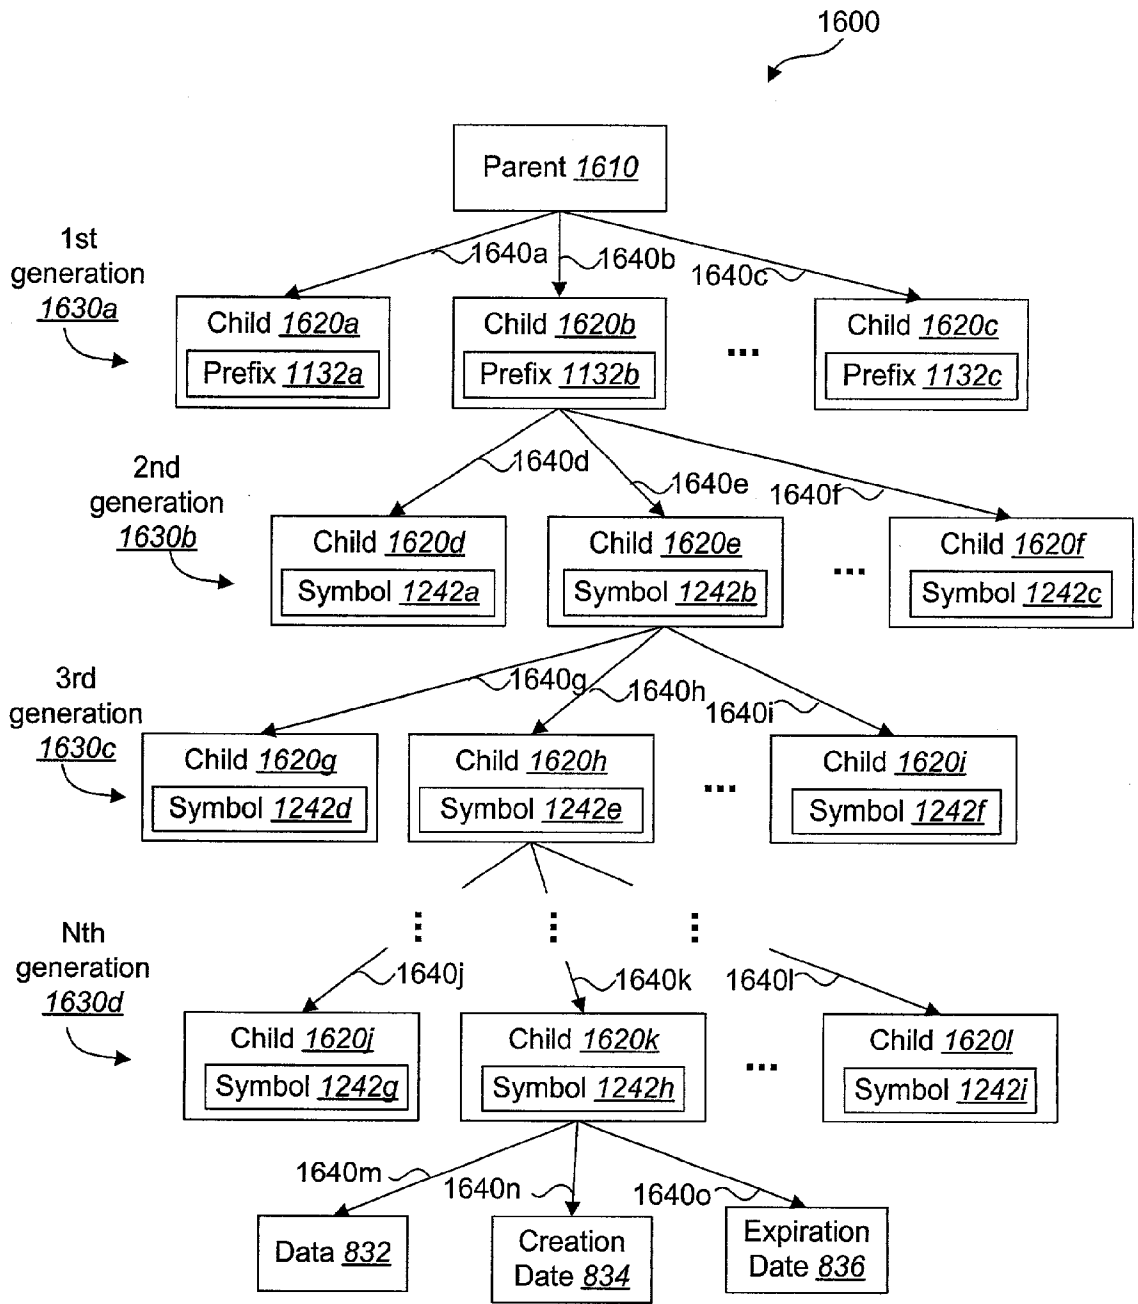 1600
Parent 1610
1640a
1640b
1640c
1st
generation
1630a
Child 1620a
Prefix 1132a
Child 1620b
Prefix 1132b
...
Child 1620c
Prefix 1132c
1640d
1640e
1640f
2nd
generation
1630b
Child 1620d
Symbol 1242a
Child 1620e
Symbol 1242b
...
Child 1620f
Symbol 1242c
1640g
1640h
1640i
3rd
generation
1630c
Child 1620g
Symbol 1242d
Child 1620h
Symbol 1242e
...
Child 1620i
Symbol 1242f
1640j
1640k
1640l
Nth
generation
1630d
Child 1620j
Symbol 1242g
Child 1620k
Symbol 1242h
...
Child 1620l
Symbol 1242i
1640m
1640n
1640o
Data 832
Creation
Date 834
Expiration
Date 836